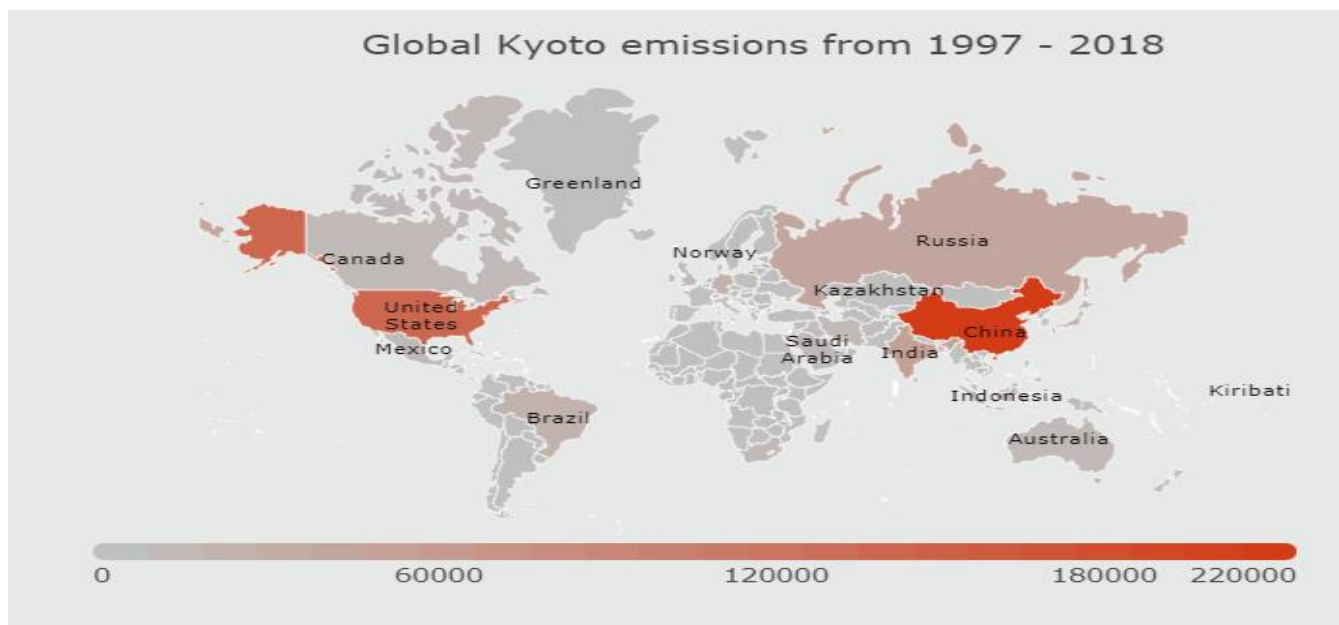 Global Kyoto emissions from 1997 - 2018
Greenland
Norway
Russia
Canada
Kazakhstan
United
States
China
Mexico
Saudi
Arabia
India
Kiribati
Indonesia
Brazil
Australia
0 60000 120000 180000 220000